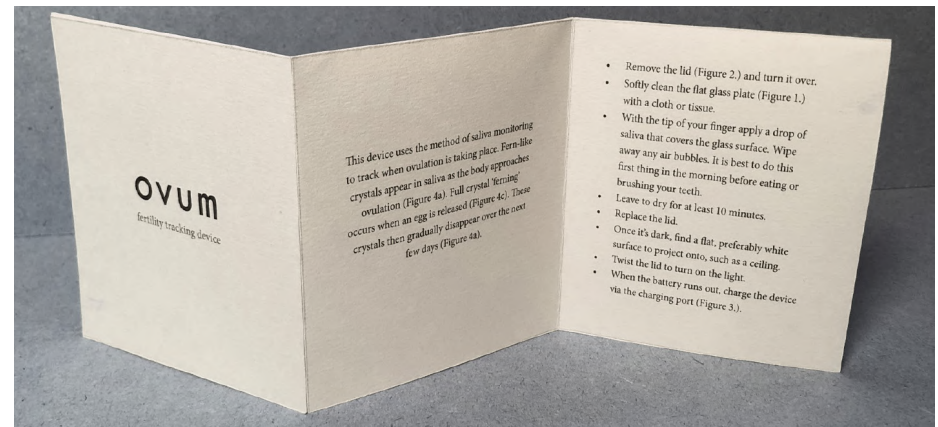 ovum
fertility tracking device
This device uses the method of saliva monitoring
to track when ovulation is taking place. Fern-like
crystals appear in saliva as the body approaches
ovulation (Figure 4a). Full crystal 'ferning'
occurs when an egg is released (Figure 4c). These
crystals then gradually disappear over the next
few days (Figure 4a).
• Remove the lid (Figure 2.) and turn it over.
• Softly clean the flat glass plate (Figure 1.)
with a cloth or tissue.
• With the tip of your finger apply a drop of
saliva that covers the glass surface. Wipe
away any air bubbles. It is best to do this
first thing in the morning before eating or
brushing your teeth.
• Leave to dry for at least 10 minutes.
• Replace the lid.
• Once it's dark, find a flat, preferably white
surface to project onto, such as a ceiling.
• Twist the lid to turn on the light.
• When the battery runs out, charge the device
via the charging port (Figure 3.).